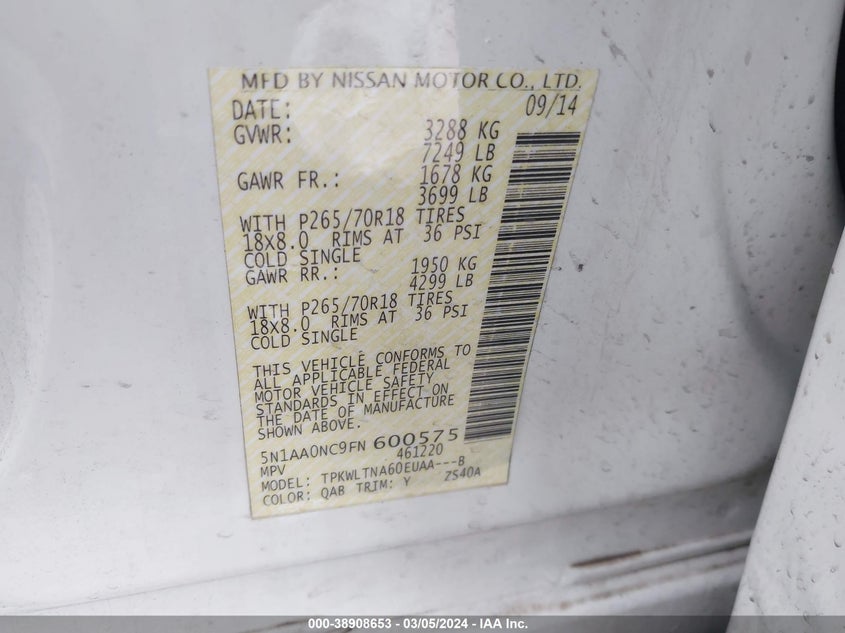 MFD BY NISSAN MOTOR CO., LTD.
DATE: 09/14
GVWR: 3288 KG
7249 LB
GAWR FR.: 1678 KG
3699 LB
WITH P265/70R18 TIRES
18X8.0 RIMS AT 36 PSI
COLD SINGLE
GAWR RR.: 1950 KG
4299 LB
WITH P265/70R18 TIRES
18X8.0 RIMS AT 36 PSI
COLD SINGLE
THIS VEHICLE CONFORMS TO
ALL APPLICABLE FEDERAL
MOTOR VEHICLE SAFETY
STANDARDS IN EFFECT ON
THE DATE OF MANUFACTURE
SHOWN ABOVE.
5N1AA0NC9FN 600575
MPV 461220
MODEL: TPKWLTNA60EUAA---B
COLOR: QAB TRIM: Y ZS40A
000-38908653 - 03/05/2024 - IAA Inc.